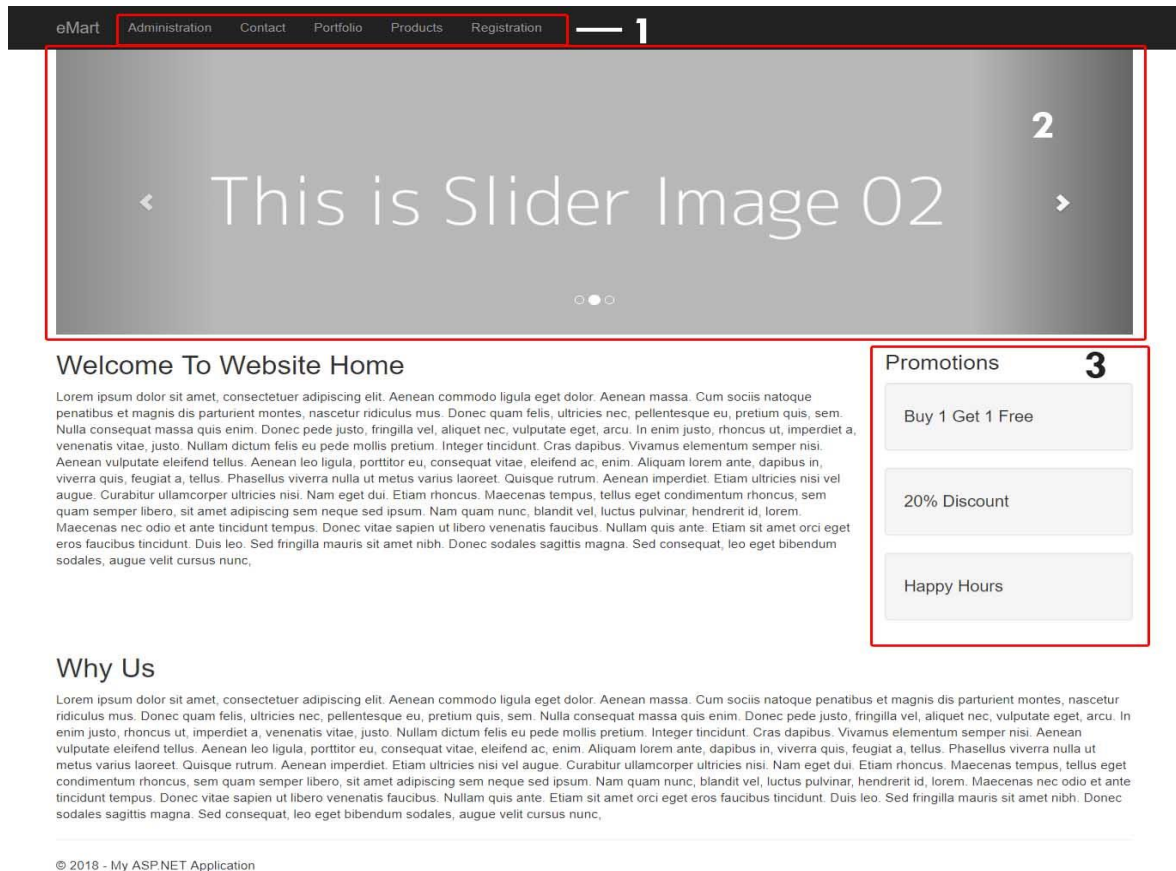 eMart Administration Contact Portfolio Products Registration 1
2
This is Slider Image 02
Welcome To Website Home
Lorem ipsum dolor sit amet, consectetuer adipiscing elit. Aenean commodo ligula eget dolor. Aenean massa. Cum sociis natoque
penatibus et magnis dis parturient montes, nascetur ridiculus mus. Donec quam felis, ultricies nec, pellentesque eu, pretium quis, sem.
Nulla consequat massa quis enim. Donec pede justo, fringilla vel, aliquet nec, vulputate eget, arcu. In enim justo, rhoncus ut, imperdiet a,
venenatis vitae, justo. Nullam dictum felis eu pede mollis pretium. Integer tincidunt. Cras dapibus. Vivamus elementum semper nisi.
Aenean vulputate eleifend tellus. Aenean leo ligula, porttitor eu, consequat vitae, eleifend ac, enim. Aliquam lorem ante, dapibus in,
viverra quis, feugiat a, tellus. Phasellus viverra nulla ut metus varius laoreet. Quisque rutrum. Aenean imperdiet. Etiam ultricies nisi vel
augue. Curabitur ullamcorper ultricies nisi. Nam eget dui. Etiam rhoncus. Maecenas tempus, tellus eget condimentum rhoncus, sem
quam semper libero, sit amet adipiscing sem neque sed ipsum. Nam quam nunc, blandit vel, luctus pulvinar, hendrerit id, lorem.
Maecenas nec odio et ante tincidunt tempus. Donec vitae sapien ut libero venenatis faucibus. Nullam quis ante. Etiam sit amet orci eget
eros faucibus tincidunt. Duis leo. Sed fringilla mauris sit amet nibh. Donec sodales sagittis magna. Sed consequat, leo eget bibendum
sodales, augue velit cursus nunc,
Promotions 3
Buy 1 Get 1 Free
20% Discount
Happy Hours
Why Us
Lorem ipsum dolor sit amet, consectetuer adipiscing elit. Aenean commodo ligula eget dolor. Aenean massa. Cum sociis natoque penatibus et magnis dis parturient montes, nascetur
ridiculus mus. Donec quam felis, ultricies nec, pellentesque eu, pretium quis, sem. Nulla consequat massa quis enim. Donec pede justo, fringilla vel, aliquet nec, vulputate eget, arcu. In
enim justo, rhoncus ut, imperdiet a, venenatis vitae, justo. Nullam dictum felis eu pede mollis pretium. Integer tincidunt. Cras dapibus. Vivamus elementum semper nisi. Aenean
vulputate eleifend tellus. Aenean leo ligula, porttitor eu, consequat vitae, eleifend ac, enim. Aliquam lorem ante, dapibus in, viverra quis, feugiat a, tellus. Phasellus viverra nulla ut
metus varius laoreet. Quisque rutrum. Aenean imperdiet. Etiam ultricies nisi vel augue. Curabitur ullamcorper ultricies nisi. Nam eget dui. Etiam rhoncus. Maecenas tempus, tellus eget
condimentum rhoncus, sem quam semper libero, sit amet adipiscing sem neque sed ipsum. Nam quam nunc, blandit vel, luctus pulvinar, hendrerit id, lorem. Maecenas nec odio et ante
tincidunt tempus. Donec vitae sapien ut libero venenatis faucibus. Nullam quis ante. Etiam sit amet orci eget eros faucibus tincidunt. Duis leo. Sed fringilla mauris sit amet nibh. Donec
sodales sagittis magna. Sed consequat, leo eget bibendum sodales, augue velit cursus nunc,
© 2018 - My ASP.NET Application